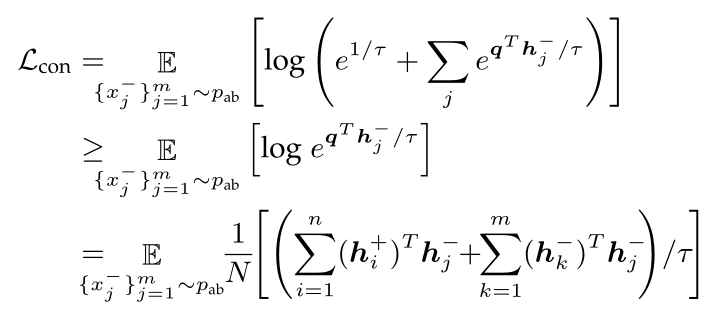 $\mathcal{L}_{\text{con}} = \underset{\{x_j^-\}_{j=1}^m \sim p_{\text{ab}}}{\mathbb{E}} \left[ \log \left( e^{1/\tau} + \sum_j e^{\boldsymbol{q}^T \boldsymbol{h}_j^- / \tau} \right) \right]$
$\geq \underset{\{x_j^-\}_{j=1}^m \sim p_{\text{ab}}}{\mathbb{E}} \left[ \log e^{\boldsymbol{q}^T \boldsymbol{h}_j^- / \tau} \right]$
$= \underset{\{x_j^-\}_{j=1}^m \sim p_{\text{ab}}}{\mathbb{E}} \frac{1}{N} \left[ \left( \sum_{i=1}^n (\boldsymbol{h}_i^+)^T \boldsymbol{h}_j^- + \sum_{k=1}^m (\boldsymbol{h}_k^-)^T \boldsymbol{h}_j^- \right) / \tau \right]$